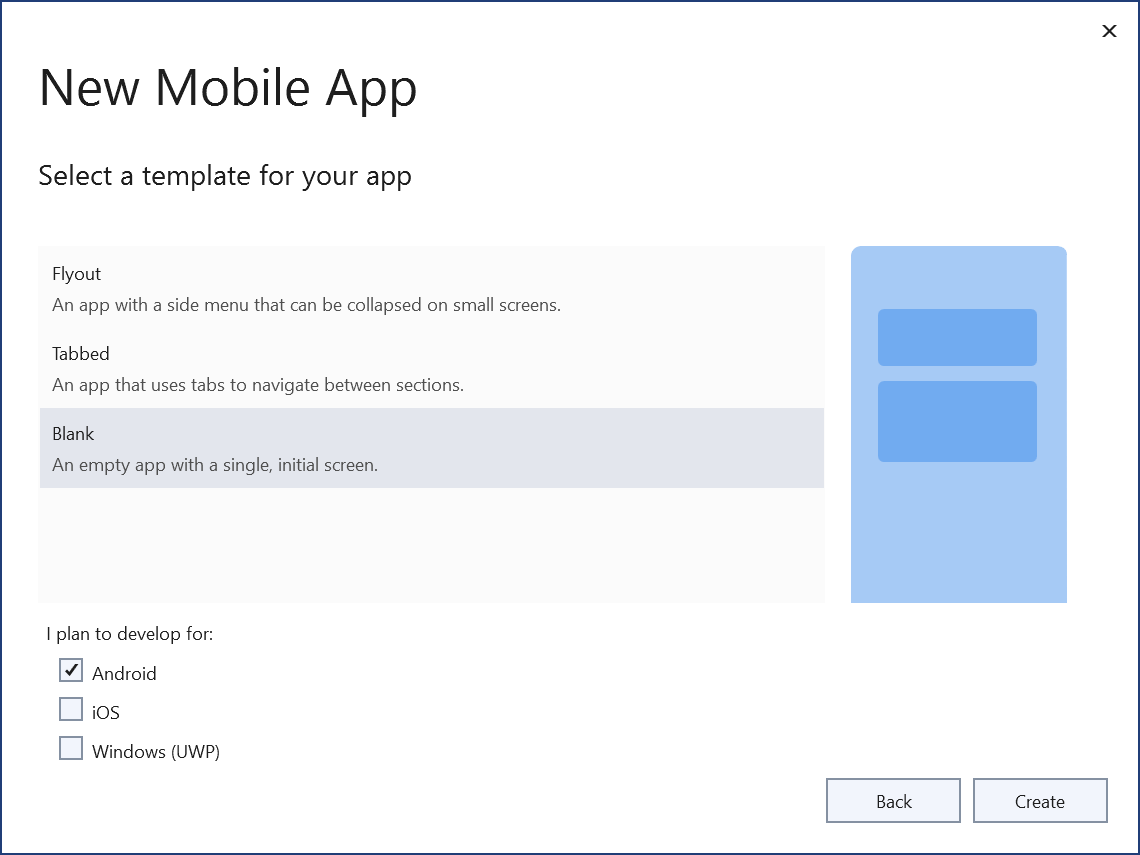 New Mobile App
Select a template for your app
Flyout
An app with a side menu that can be collapsed on small screens.
Tabbed
An app that uses tabs to navigate between sections.
Blank
An empty app with a single, initial screen.
I plan to develop for:
Android
iOS
Windows (UWP)
Back
Create